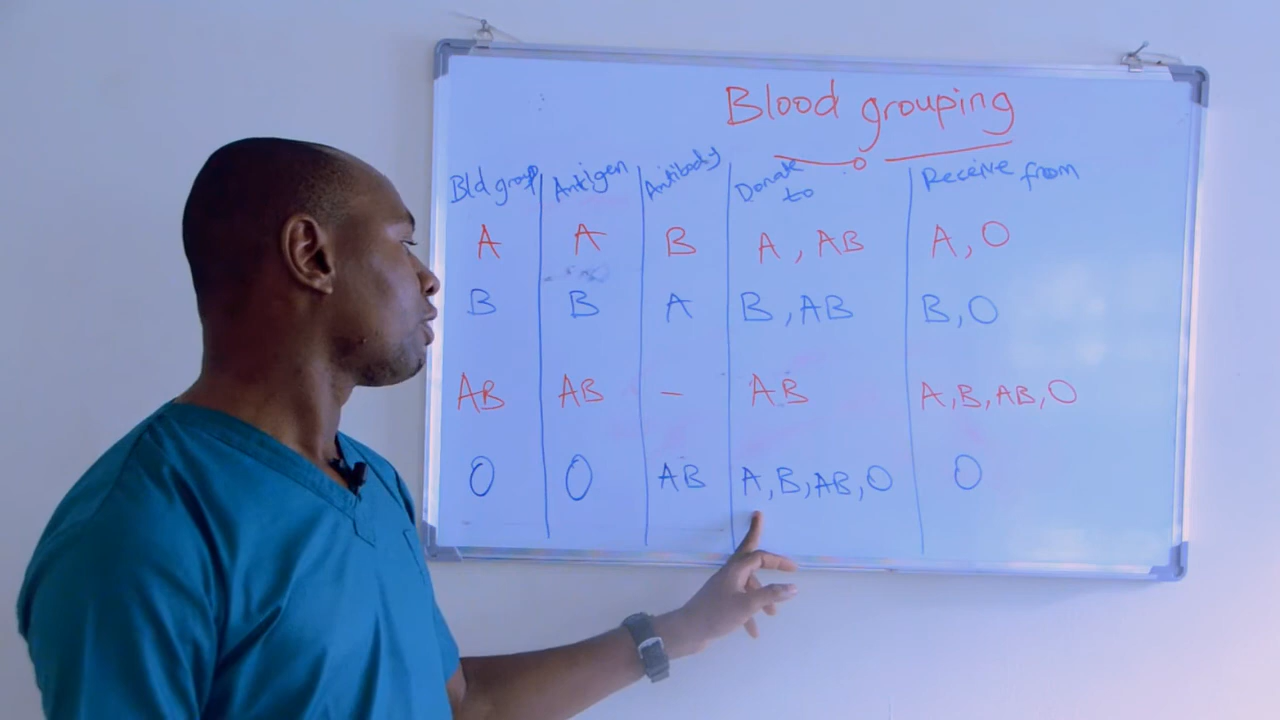 Blood grouping
Bld group Antigen Antibody Donate to Receive from
A A B A, AB A, O
B B A B, AB B, O
AB AB - AB A, B, AB, O
O O AB A, B, AB, O O